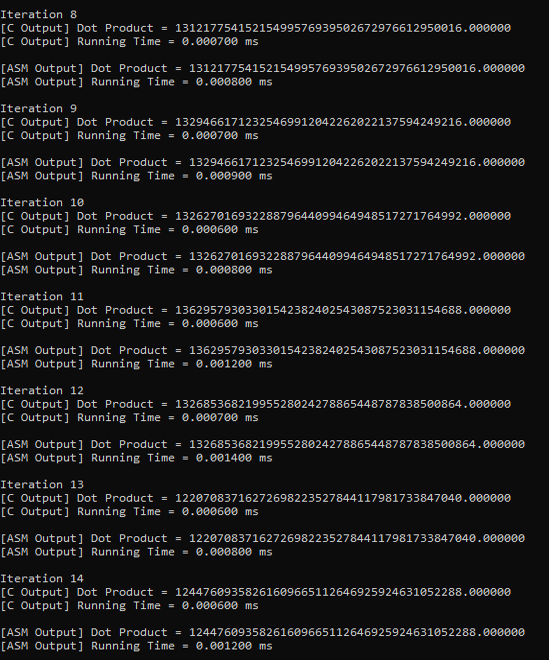 Iteration 8
[C Output] Dot Product = 13121775415215499576939502672976612950016.000000
[C Output] Running Time = 0.000700 ms
[ASM Output] Dot Product = 13121775415215499576939502672976612950016.000000
[ASM Output] Running Time = 0.000800 ms
Iteration 9
[C Output] Dot Product = 13294661712325469912042262022137594249216.000000
[C Output] Running Time = 0.000700 ms
[ASM Output] Dot Product = 13294661712325469912042262022137594249216.000000
[ASM Output] Running Time = 0.000900 ms
Iteration 10
[C Output] Dot Product = 13262701693228879644099464948517271764992.000000
[C Output] Running Time = 0.000600 ms
[ASM Output] Dot Product = 13262701693228879644099464948517271764992.000000
[ASM Output] Running Time = 0.000800 ms
Iteration 11
[C Output] Dot Product = 13629579303301542382402543087523031154688.000000
[C Output] Running Time = 0.000600 ms
[ASM Output] Dot Product = 13629579303301542382402543087523031154688.000000
[ASM Output] Running Time = 0.001200 ms
Iteration 12
[C Output] Dot Product = 13268536821995528024278865448787838500864.000000
[C Output] Running Time = 0.000700 ms
[ASM Output] Dot Product = 13268536821995528024278865448787838500864.000000
[ASM Output] Running Time = 0.001400 ms
Iteration 13
[C Output] Dot Product = 12207083716272698223527844117981733847040.000000
[C Output] Running Time = 0.000600 ms
[ASM Output] Dot Product = 12207083716272698223527844117981733847040.000000
[ASM Output] Running Time = 0.000800 ms
Iteration 14
[C Output] Dot Product = 12447609358261609665112646925924631052288.000000
[C Output] Running Time = 0.000600 ms
[ASM Output] Dot Product = 12447609358261609665112646925924631052288.000000
[ASM Output] Running Time = 0.001200 ms